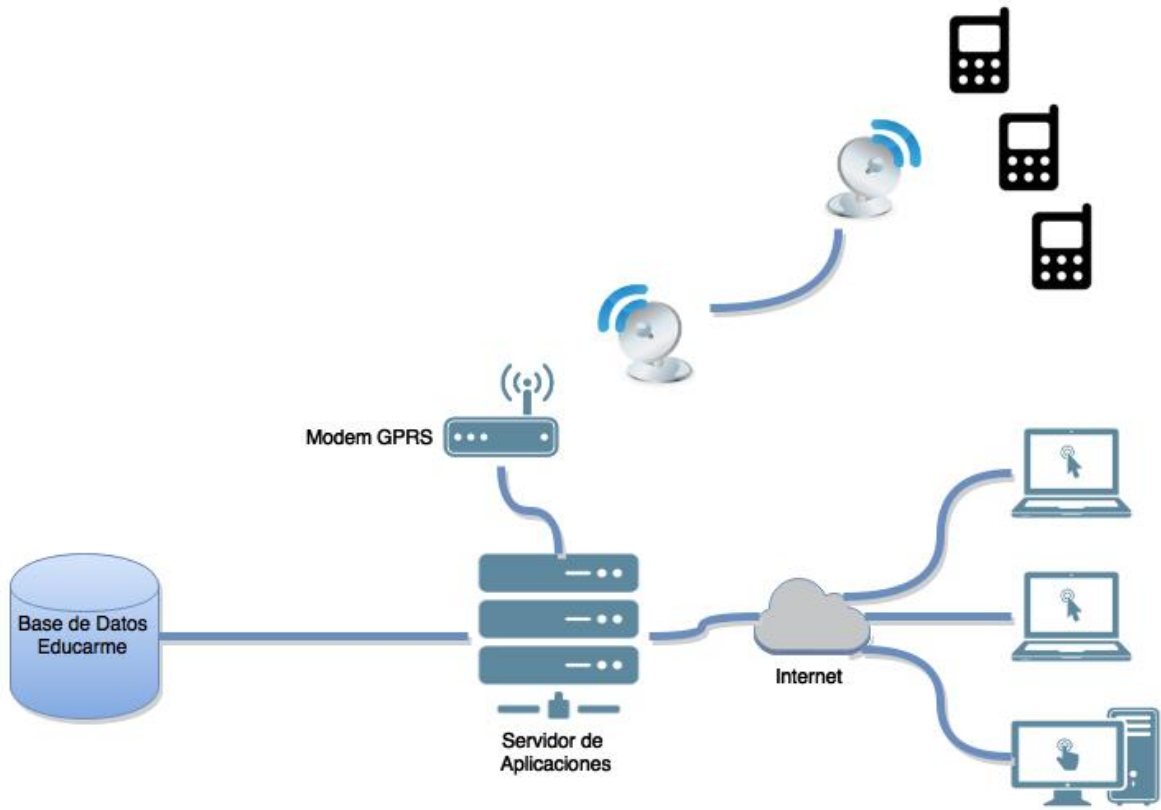 Modem GPRS
Base de Datos
Educarme
Internet
Servidor de
Aplicaciones